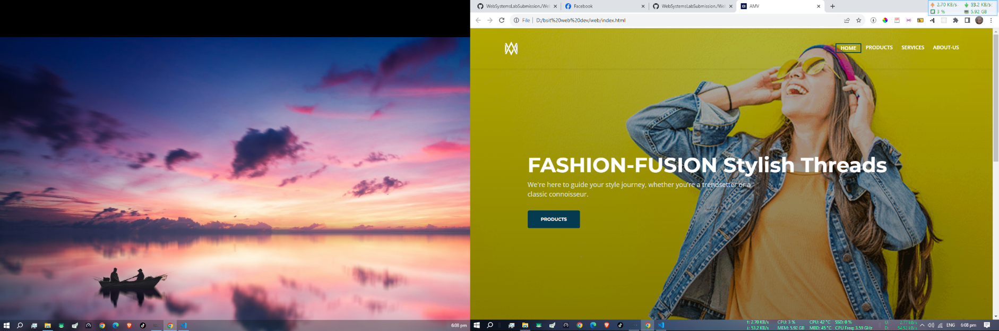 6:08 pm
WebSystemsLabSubmission./Web
Facebook
WebSystemsLabSubmission./Web
AMV
2.70 KB/s
53.2 KB/s
3 %
5.92 GB
File
D:/bsit%20web%20dev/web/index.html
HOME
PRODUCTS
SERVICES
ABOUT-US
FASHION-FUSION Stylish Threads
We're here to guide your style journey, whether you're a trendsetter or a
classic connoisseur.
PRODUCTS
↑: 2.70 KB/s CPU: 3 % CPU: 42 °C SSD: 0 % U: 2.77 kB/s
↓: 53.2 KB/s MEM: 5.92 GB MBD: 45 °C CPU Freq: 3.59 GHz D: 54.52 kB/s
ENG
6:08 pm